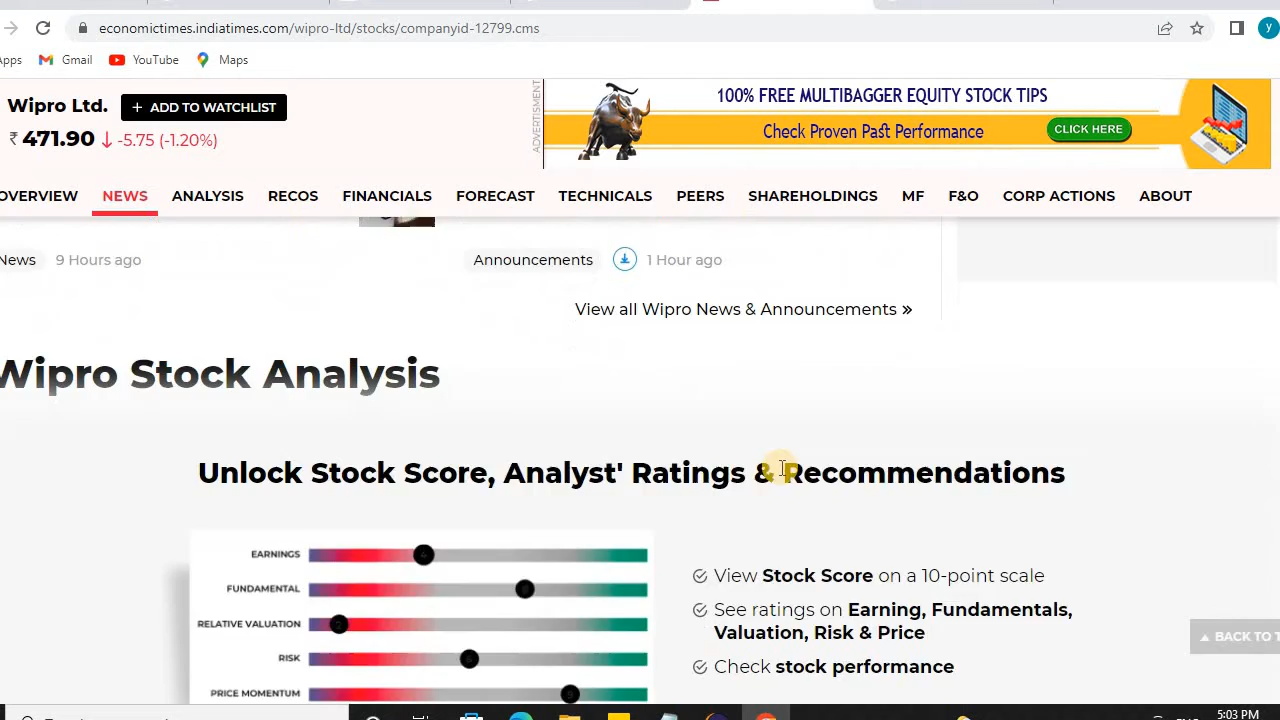 economictimes.indiatimes.com/wipro-ltd/stocks/companyid-12799.cms
y
Apps Gmail YouTube Maps
Wipro Ltd. + ADD TO WATCHLIST
₹ 471.90 ↓ -5.75 (-1.20%)
ADVERTISMENT
100% FREE MULTIBAGGER EQUITY STOCK TIPS
Check Proven Past Performance CLICK HERE
OVERVIEW NEWS ANALYSIS RECOS FINANCIALS FORECAST TECHNICALS PEERS SHAREHOLDINGS MF F&O CORP ACTIONS ABOUT
News 9 Hours ago Announcements 1 Hour ago
View all Wipro News & Announcements »
Wipro Stock Analysis
Unlock Stock Score, Analyst' Ratings & Recommendations
EARNINGS 4
FUNDAMENTAL
RELATIVE VALUATION
RISK
PRICE MOMENTUM
View Stock Score on a 10-point scale
See ratings on Earning, Fundamentals,
Valuation, Risk & Price
Check stock performance
BACK TO T
5:03 PM